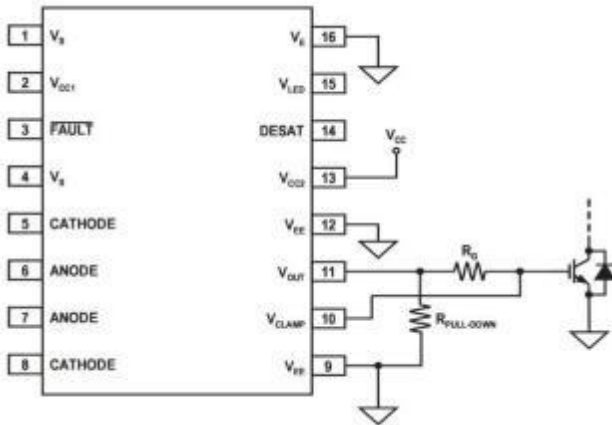 1 VS
2 VCC1
3 FAULT
4 VS
5 CATHODE
6 ANODE
7 ANODE
8 CATHODE
VE 16
VLED 15
DESAT 14
VCC2 13
VEE 12
VOUT 11
VCLAMP 10
VEE 9
VCC
RG
RPULL-DOWN